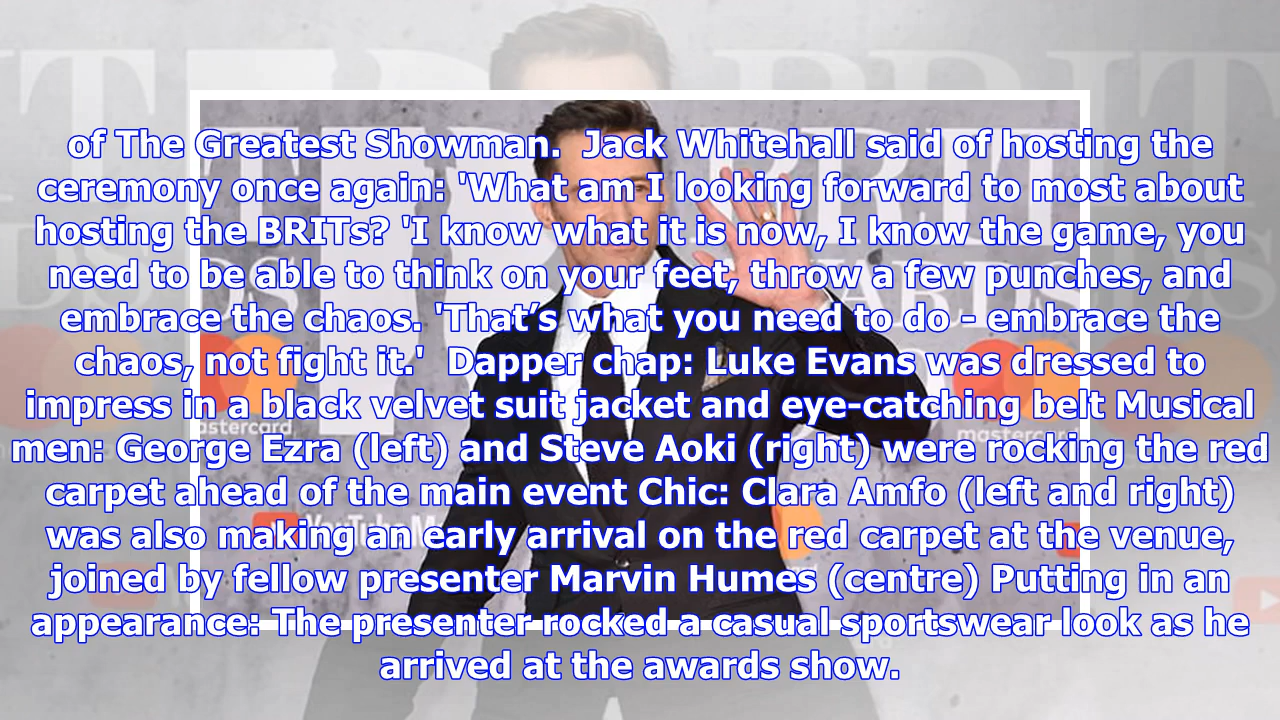 of The Greatest Showman.  Jack Whitehall said of hosting the
ceremony once again: 'What am I looking forward to most about
hosting the BRITs? 'I know what it is now, I know the game, you
need to be able to think on your feet, throw a few punches, and
embrace the chaos. 'That’s what you need to do - embrace the
chaos, not fight it.'  Dapper chap: Luke Evans was dressed to
impress in a black velvet suit jacket and eye-catching belt Musical
men: George Ezra (left) and Steve Aoki (right) were rocking the red
carpet ahead of the main event Chic: Clara Amfo (left and right)
was also making an early arrival on the red carpet at the venue,
joined by fellow presenter Marvin Humes (centre) Putting in an
appearance: The presenter rocked a casual sportswear look as he
arrived at the awards show.
mastercard
mastercard
YouTube M